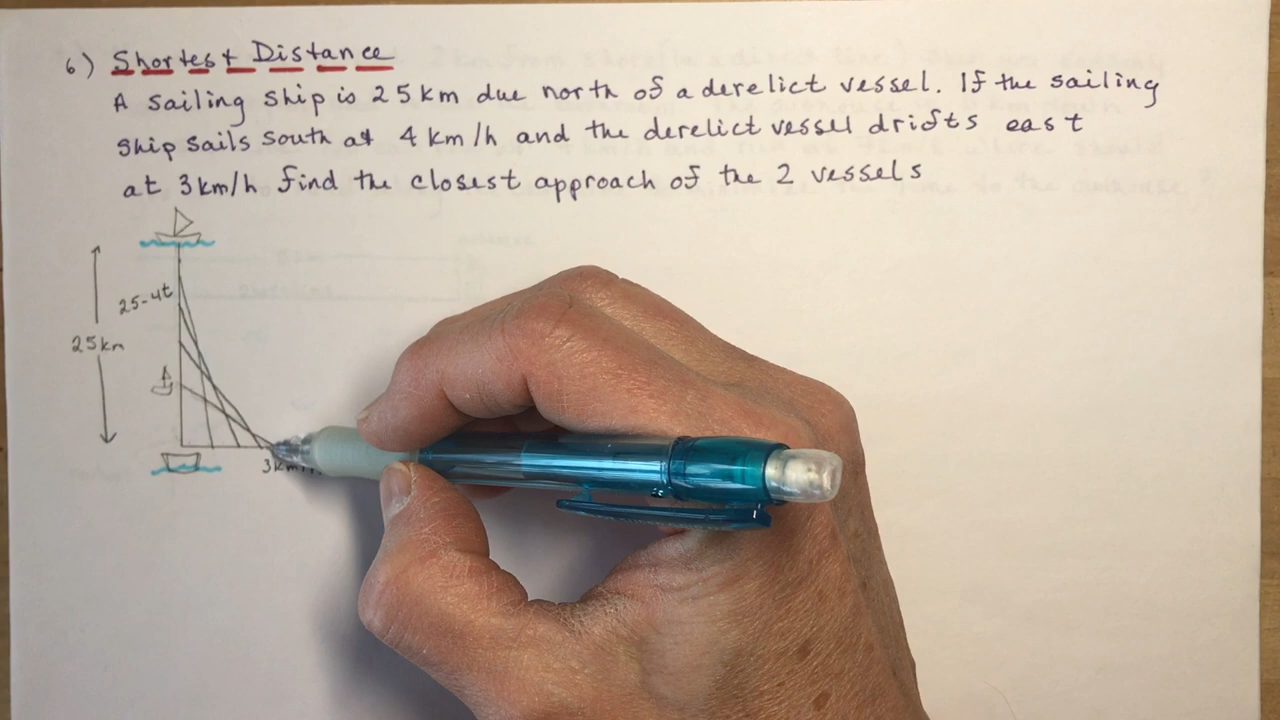 6) Shortest Distance
A sailing ship is 25km due north of a derelict vessel. If the sailing
ship sails south at 4 km/h and the derelict vessel drifts east
at 3km/h find the closest approach of the 2 vessels
25-4t
25km